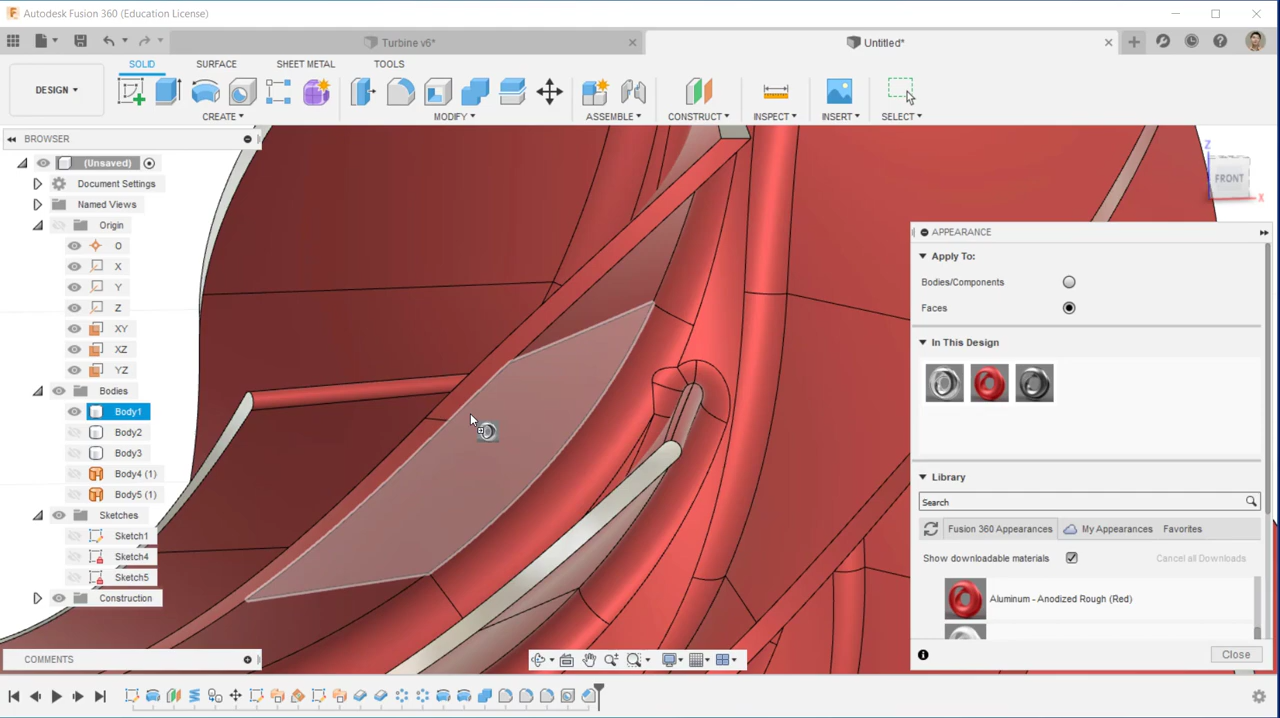 Autodesk Fusion 360 (Education License)
Turbine v6*
Untitled*
DESIGN
SOLID
SURFACE
SHEET METAL
TOOLS
CREATE
MODIFY
ASSEMBLE
CONSTRUCT
INSPECT
INSERT
SELECT
BROWSER
(Unsaved)
Document Settings
Named Views
Origin
O
X
Y
Z
XY
XZ
YZ
Bodies
Body1
Body2
Body3
Body4 (1)
Body5 (1)
Sketches
Sketch1
Sketch4
Sketch5
Construction
COMMENTS
Z
FRONT
X
APPEARANCE
Apply To:
Bodies/Components
Faces
In This Design
Library
Search
Fusion 360 Appearances
My Appearances
Favorites
Show downloadable materials
Cancel all Downloads
Aluminum - Anodized Rough (Red)
Close